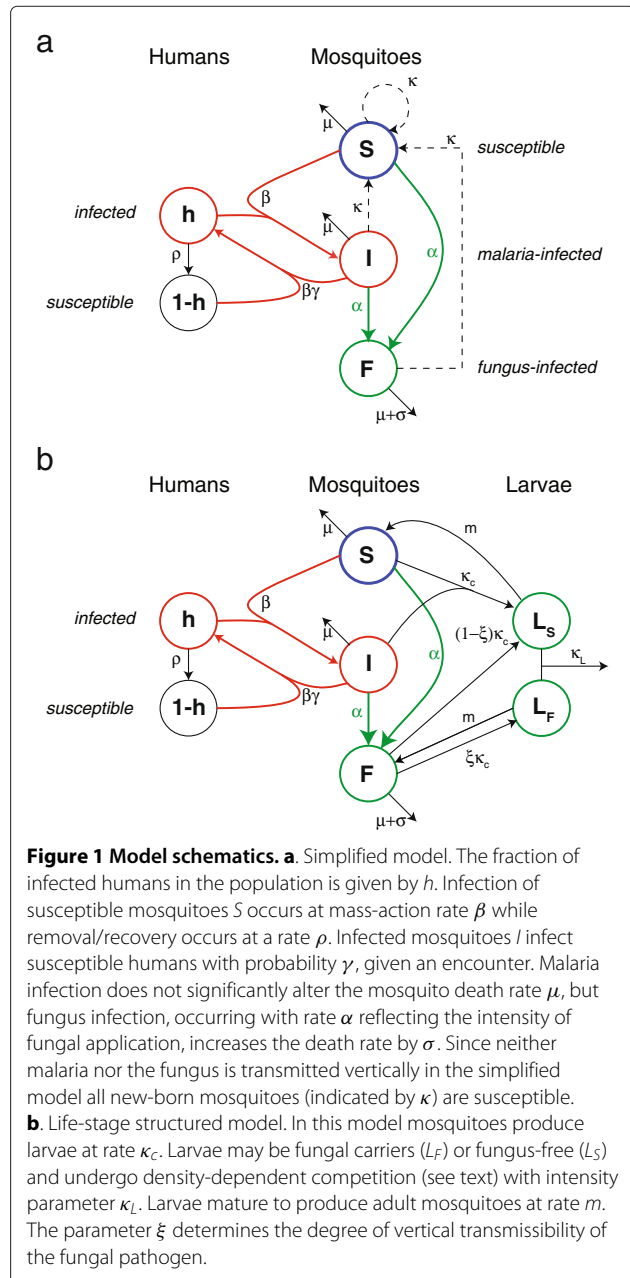 a
Humans Mosquitoes
κ
μ
S
κ
susceptible
β
infected
h
μ
κ
I
α
malaria-infected
ρ
susceptible
1-h
βγ
α
F
fungus-infected
μ+σ
b
Humans Mosquitoes Larvae
μ
m
S
β
κc
infected
h
μ
(1−ξ)κc
LS
I
α
κL
ρ
susceptible
1-h
βγ
α
m
LF
F
ξκc
μ+σ
Figure 1 Model schematics. a. Simplified model. The fraction of
infected humans in the population is given by h. Infection of
susceptible mosquitoes S occurs at mass-action rate β while
removal/recovery occurs at a rate ρ. Infected mosquitoes I infect
susceptible humans with probability γ, given an encounter. Malaria
infection does not significantly alter the mosquito death rate μ, but
fungus infection, occurring with rate α reflecting the intensity of
fungal application, increases the death rate by σ. Since neither
malaria nor the fungus is transmitted vertically in the simplified
model all new-born mosquitoes (indicated by κ) are susceptible.
b. Life-stage structured model. In this model mosquitoes produce
larvae at rate κc. Larvae may be fungal carriers (LF) or fungus-free (LS)
and undergo density-dependent competition (see text) with intensity
parameter κL. Larvae mature to produce adult mosquitoes at rate m.
The parameter ξ determines the degree of vertical transmissibility of
the fungal pathogen.